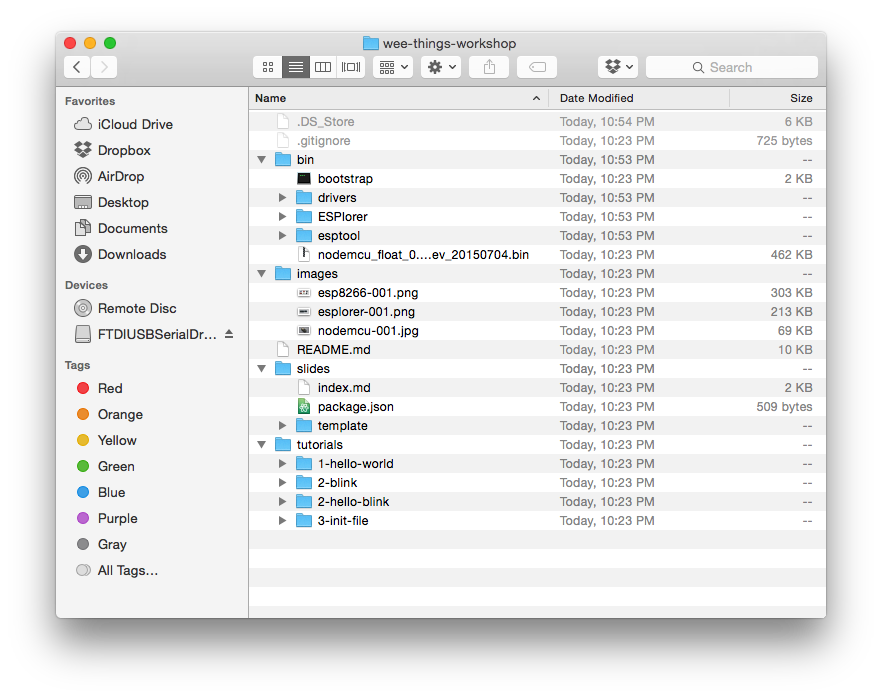 wee-things-workshop
Search
Favorites
iCloud Drive
Dropbox
AirDrop
Desktop
Documents
Downloads
Devices
Remote Disc
FTDIUSBSerialDr...
Tags
Red
Orange
Yellow
Green
Blue
Purple
Gray
All Tags...
Name Date Modified Size
.DS_Store Today, 10:54 PM 6 KB
.gitignore Today, 10:23 PM 725 bytes
bin Today, 10:53 PM --
bootstrap Today, 10:23 PM 2 KB
drivers Today, 10:53 PM --
ESPlorer Today, 10:53 PM --
esptool Today, 10:53 PM --
nodemcu_float_0....ev_20150704.bin Today, 10:23 PM 462 KB
images Today, 10:23 PM --
esp8266-001.png Today, 10:23 PM 303 KB
esplorer-001.png Today, 10:23 PM 213 KB
nodemcu-001.jpg Today, 10:23 PM 69 KB
README.md Today, 10:23 PM 10 KB
slides Today, 10:23 PM --
index.md Today, 10:23 PM 2 KB
package.json Today, 10:23 PM 509 bytes
template Today, 10:23 PM --
tutorials Today, 10:23 PM --
1-hello-world Today, 10:23 PM --
2-blink Today, 10:23 PM --
2-hello-blink Today, 10:23 PM --
3-init-file Today, 10:23 PM --